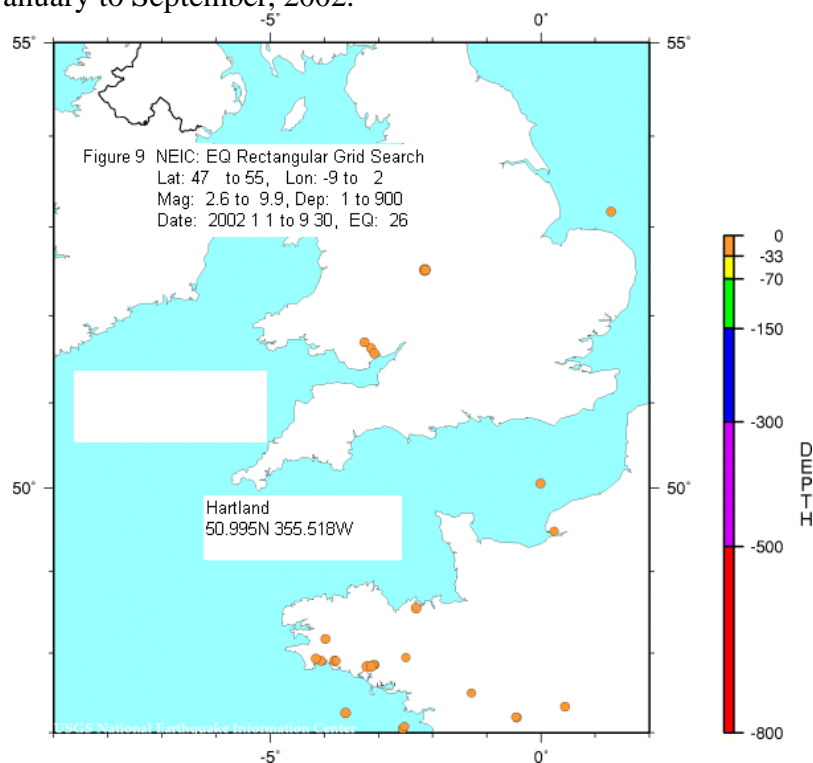 anuary to September, 2002.
-5°
0°
55°
55°
Figure 9 NEIC: EQ Rectangular Grid Search
Lat: 47 to 55, Lon: -9 to 2
Mag: 2.6 to 9.9, Dep: 1 to 900
Date: 2002 1 1 to 9 30, EQ: 26
0
-33
-70
-150
-300
-500
-800
DEPTH
50°
50°
Hartland
50.995N 355.518W
USGS National Earthquake Information Center
-5°
0°